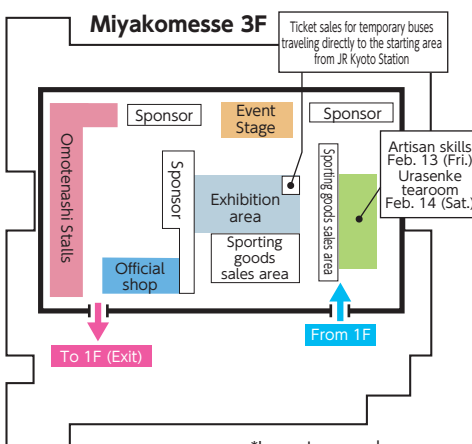 Miyakomesse 3F
Ticket sales for temporary buses
traveling directly to the starting area
from JR Kyoto Station
Sponsor
Event
Stage
Sponsor
Omotenashi Stalls
Sponsor
Exhibition
area
Sporting goods sales area
Artisan skills
Feb. 13 (Fri.)
Urasenke
tearoom
Feb. 14 (Sat.)
Sporting
goods
sales area
Official
shop
To 1F (Exit)
From 1F